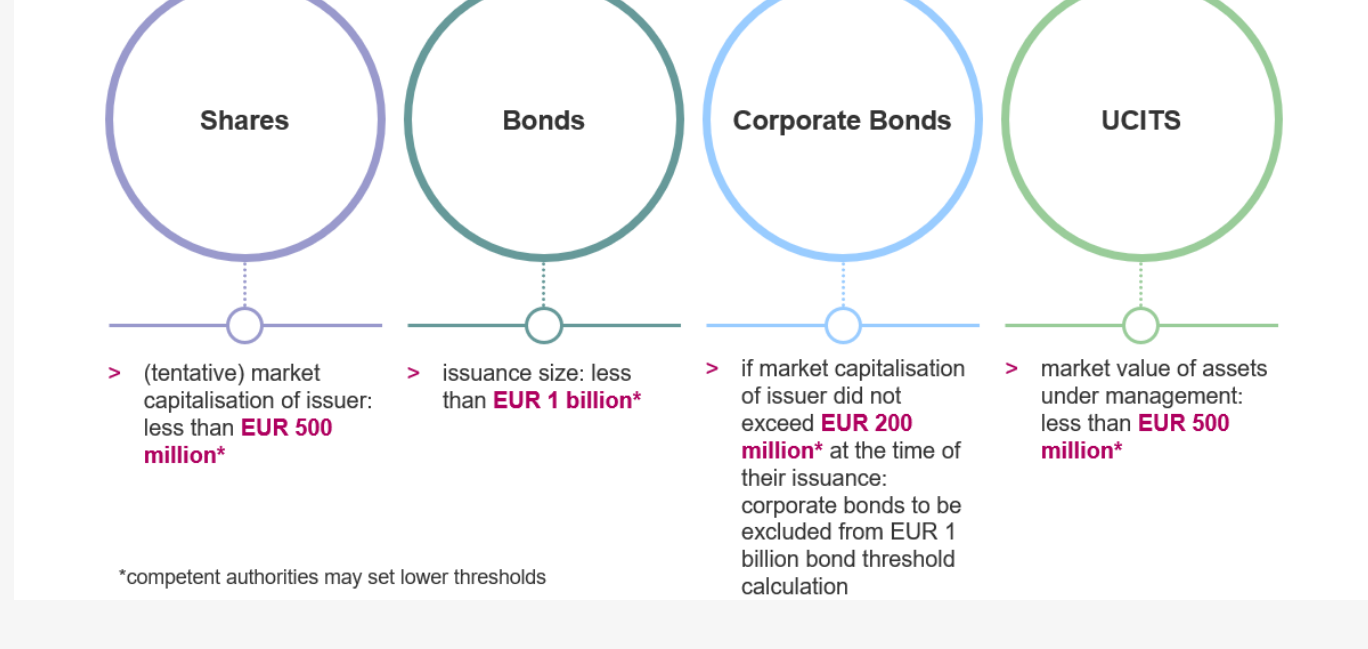 Shares
Bonds
Corporate Bonds
UCITS
> (tentative) market
capitalisation of issuer:
less than EUR 500
million*
> issuance size: less
than EUR 1 billion*
> if market capitalisation
of issuer did not
exceed EUR 200
million* at the time of
their issuance:
corporate bonds to be
excluded from EUR 1
billion bond threshold
calculation
> market value of assets
under management:
less than EUR 500
million*
*competent authorities may set lower thresholds